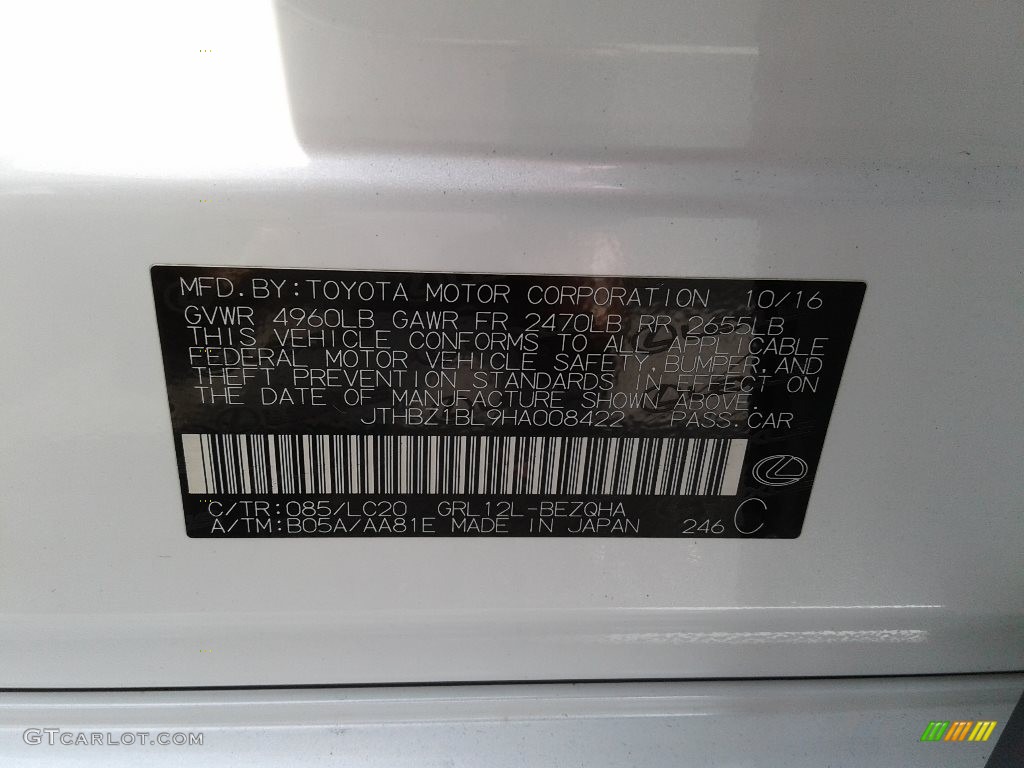 MFD.BY:TOYOTA MOTOR CORPORATION 10/16
GVWR 4960LB GAWR FR 2470LB RR 2655LB
THIS VEHICLE CONFORMS TO ALL APPLICABLE
FEDERAL MOTOR VEHICLE SAFETY,BUMPER,AND
THEFT PREVENTION STANDARDS IN EFFECT ON
THE DATE OF MANUFACTURE SHOWN ABOVE.
JTHBZ1BL9HA008422 PASS.CAR
C/TR:085/LC20 GRL12L-BEZQHA
A/TM:B05A/AA81E MADE IN JAPAN 246 C
GTCARLOT.COM